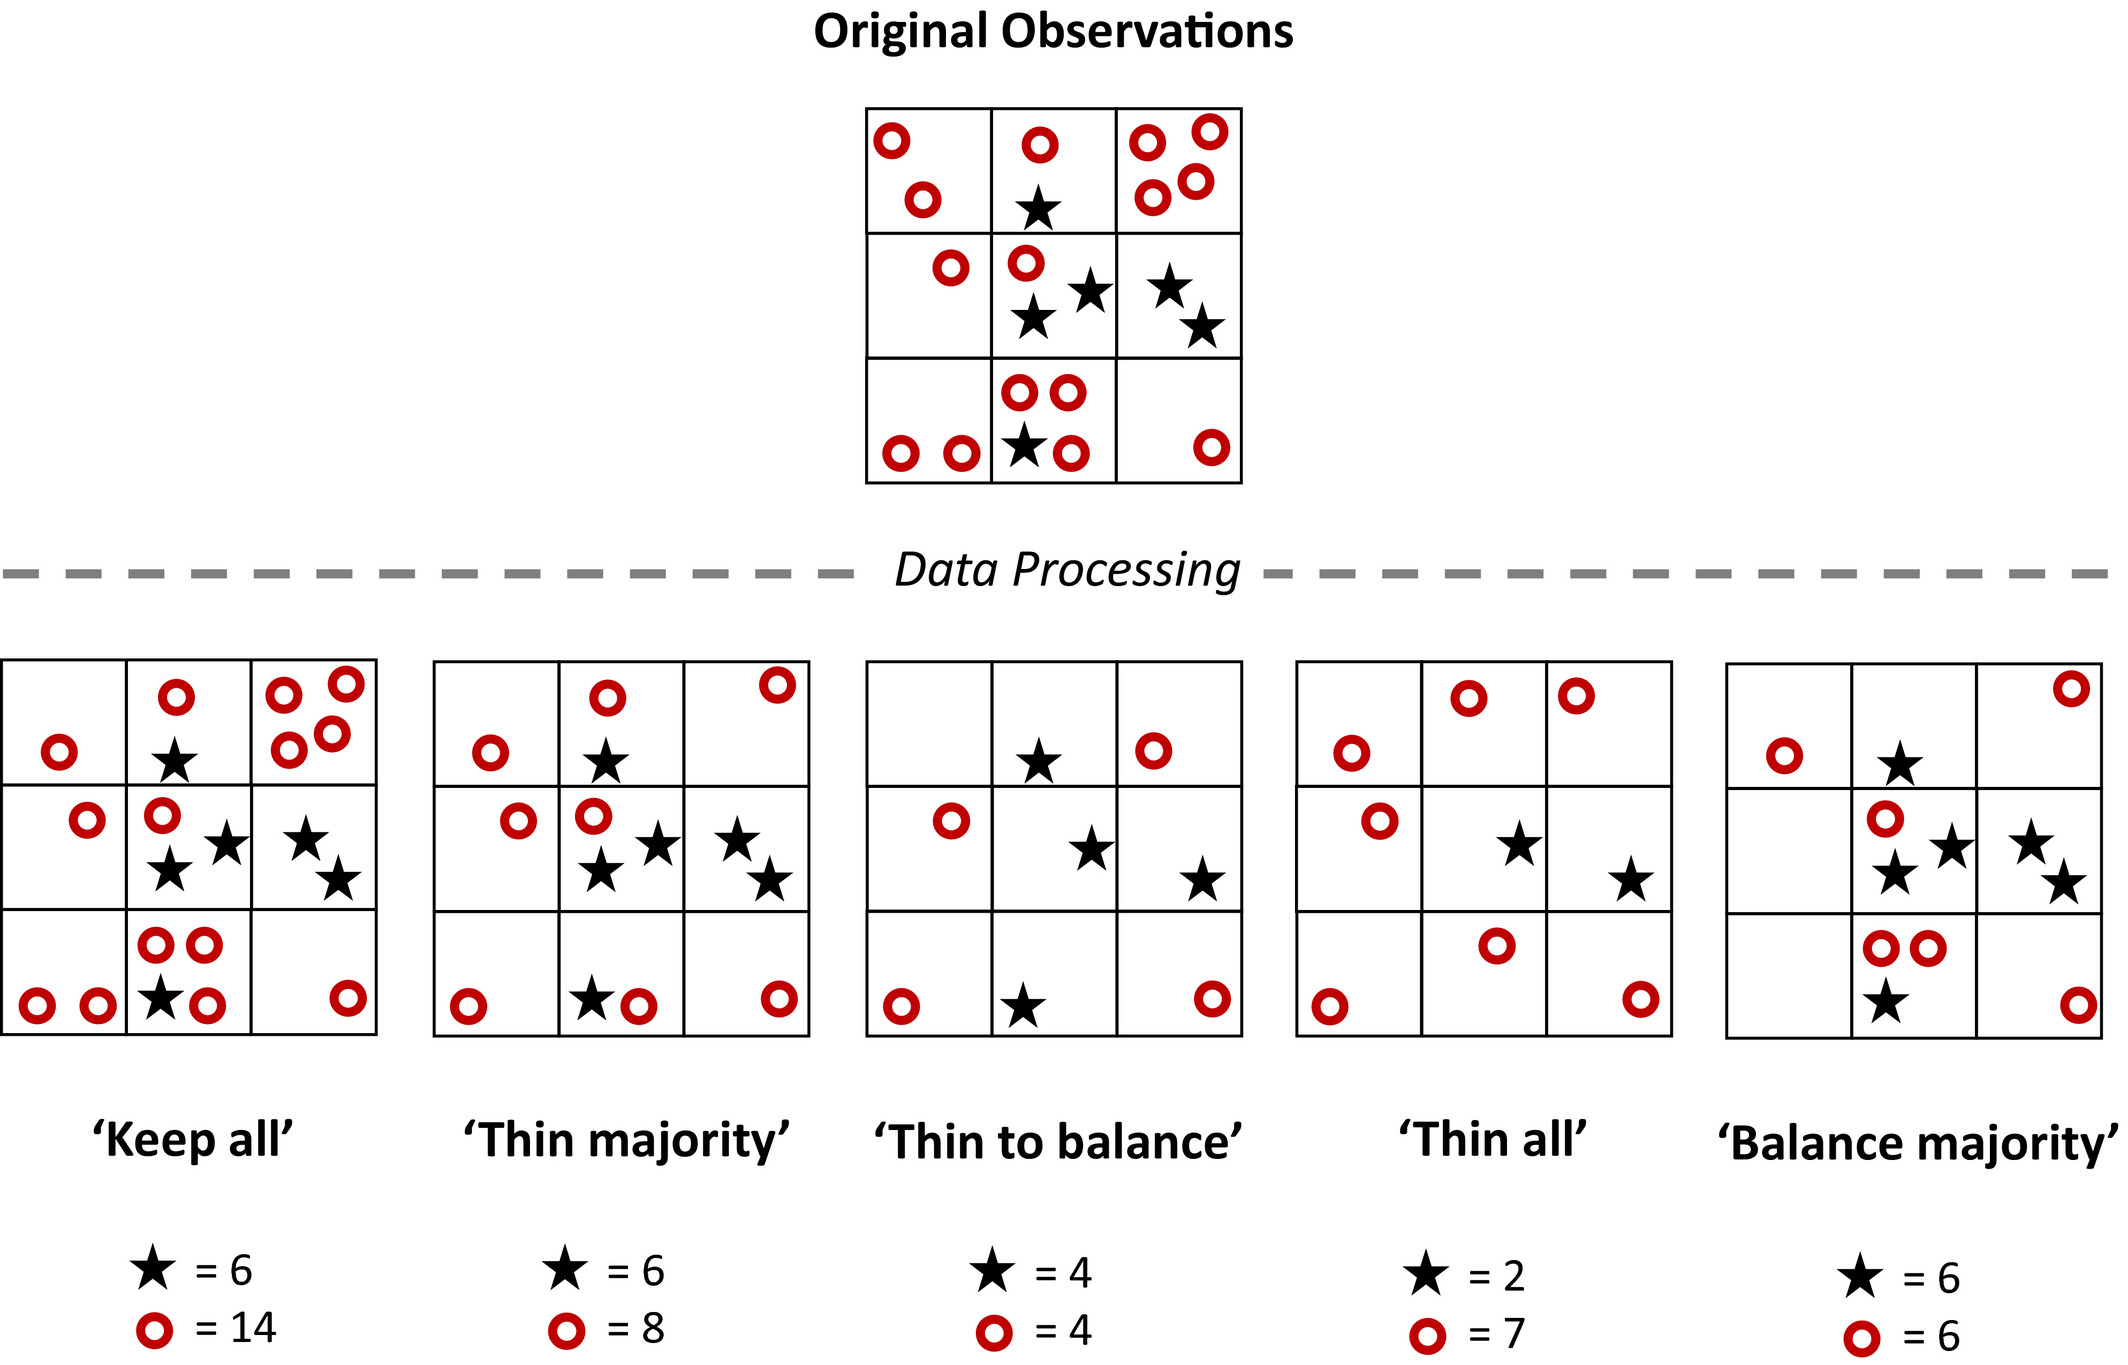 Original Observations
Data Processing
‘Keep all’
‘Thin majority’
‘Thin to balance’
‘Thin all’
‘Balance majority’
= 6
= 6
= 4
= 2
= 6
= 14
= 8
= 4
= 7
= 6